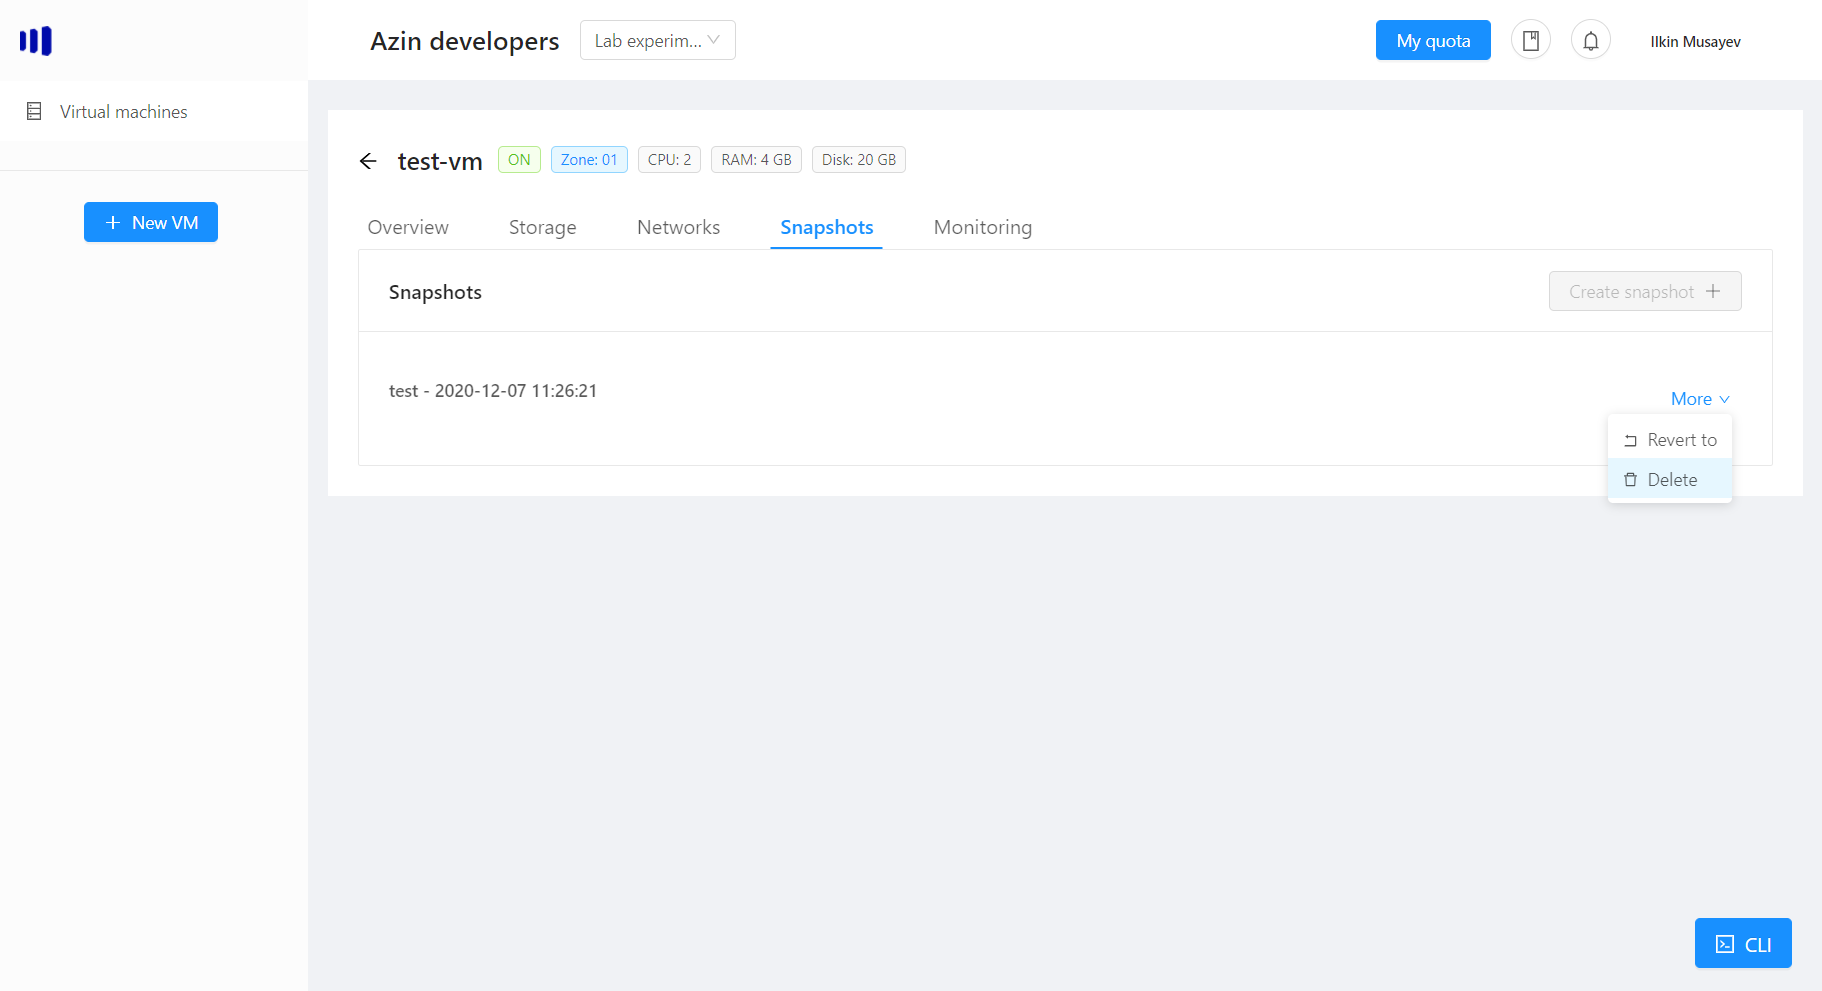 Azin developers
Lab experim...
My quota
Ilkin Musayev
Virtual machines
New VM
test-vm
ON
Zone: 01
CPU: 2
RAM: 4 GB
Disk: 20 GB
Overview
Storage
Networks
Snapshots
Monitoring
Snapshots
Create snapshot
test - 2020-12-07 11:26:21
More
Revert to
Delete
CLI